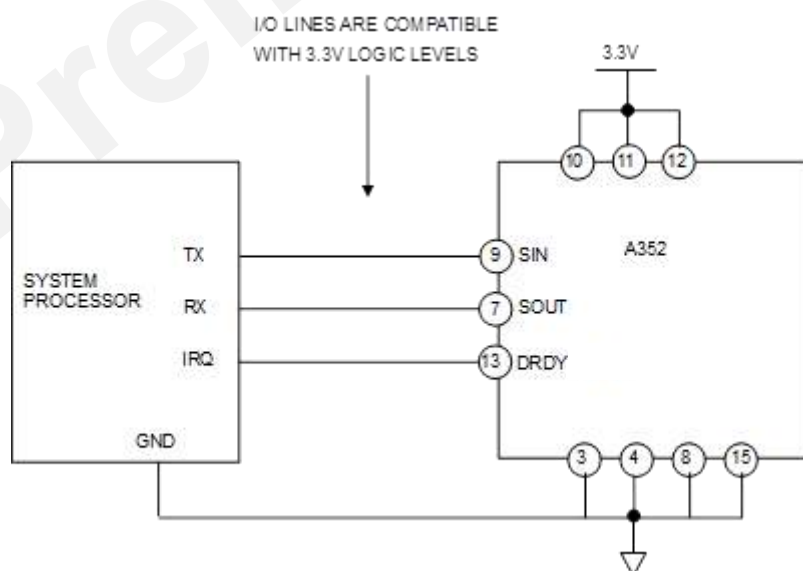 I/O LINES ARE COMPATIBLE
WITH 3.3V LOGIC LEVELS
3.3V
10 11 12
A352
SYSTEM
PROCESSOR
TX 9 SIN
RX 7 SOUT
IRQ 13 DRDY
GND
3 4 8 15